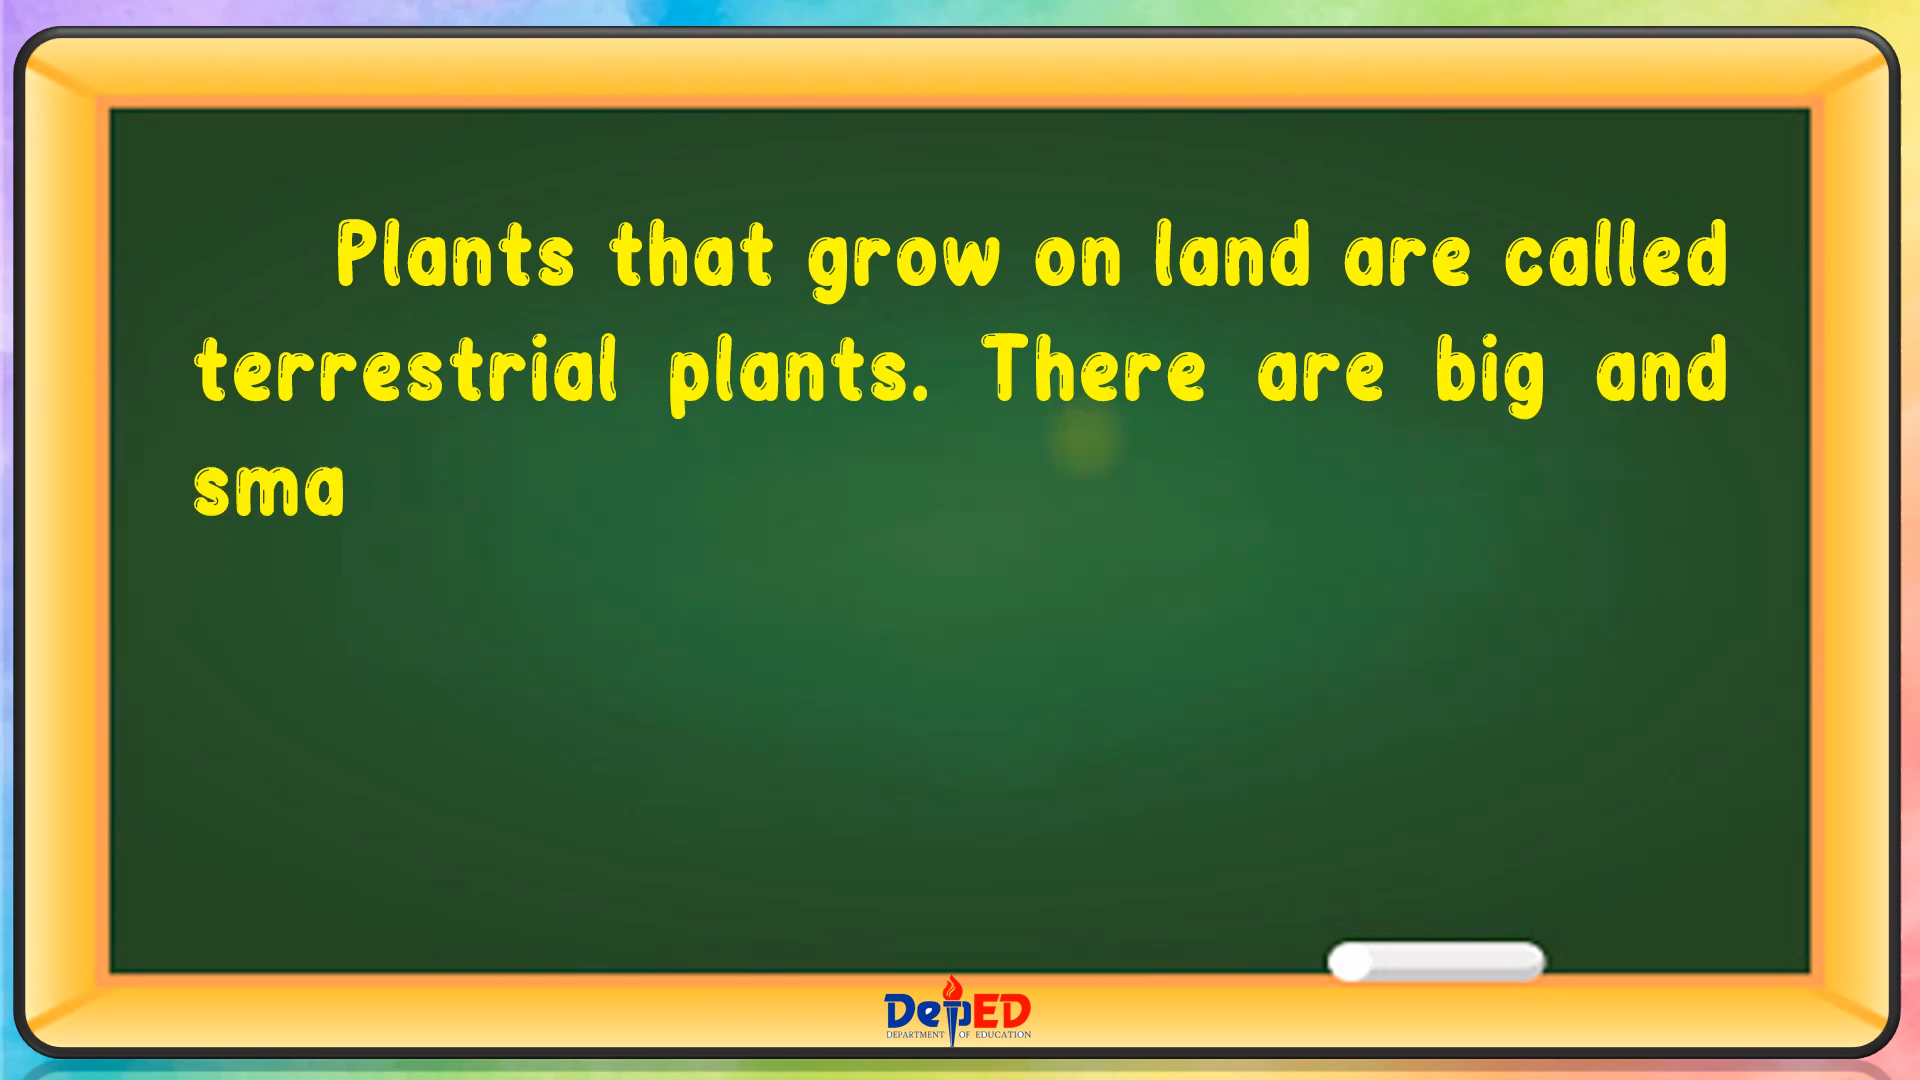 Plants that grow on land are called
terrestrial plants. There are big and
sma
DepED
DEPARTMENT OF EDUCATION